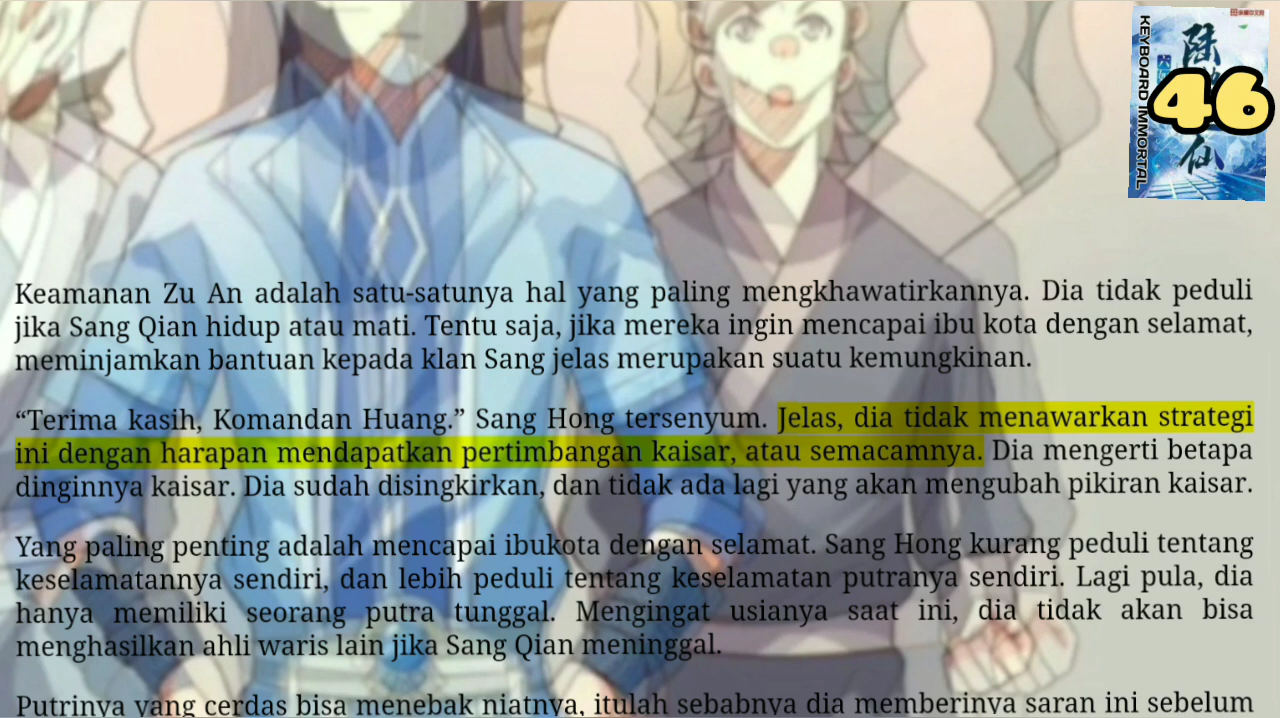 KEYBOARD IMMORTAL
46
Keamanan Zu An adalah satu-satunya hal yang paling mengkhawatirkannya. Dia tidak peduli
jika Sang Qian hidup atau mati. Tentu saja, jika mereka ingin mencapai ibu kota dengan selamat,
meminjamkan bantuan kepada klan Sang jelas merupakan suatu kemungkinan.
“Terima kasih, Komandan Huang.” Sang Hong tersenyum. Jelas, dia tidak menawarkan strategi
ini dengan harapan mendapatkan pertimbangan kaisar, atau semacamnya. Dia mengerti betapa
dinginnya kaisar. Dia sudah disingkirkan, dan tidak ada lagi yang akan mengubah pikiran kaisar.
Yang paling penting adalah mencapai ibukota dengan selamat. Sang Hong kurang peduli tentang
keselamatannya sendiri, dan lebih peduli tentang keselamatan putranya sendiri. Lagi pula, dia
hanya memiliki seorang putra tunggal. Mengingat usianya saat ini, dia tidak akan bisa
menghasilkan ahli waris lain jika Sang Qian meninggal.
Putrinya yang cerdas bisa menebak niatnya, itulah sebabnya dia memberinya saran ini sebelum